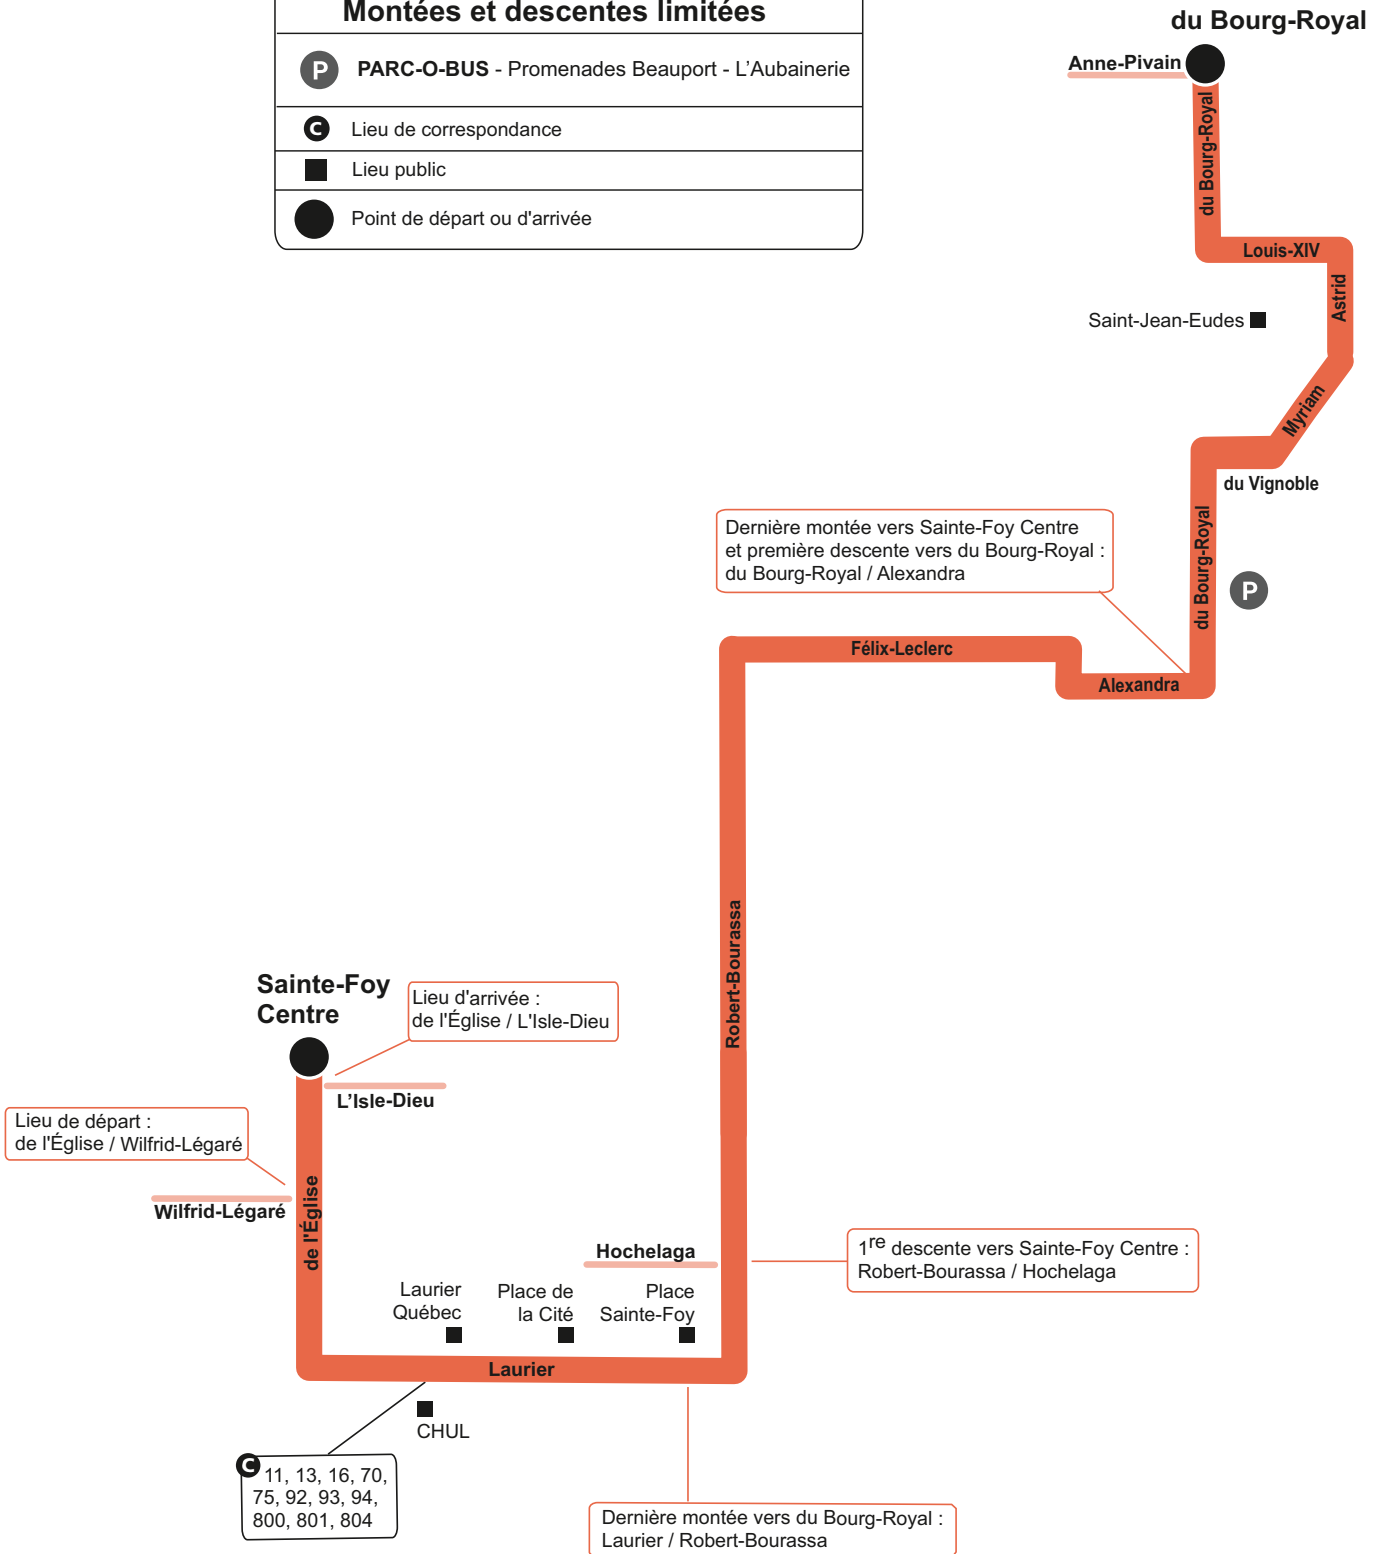 Montées et descentes limitées
P PARC-O-BUS - Promenades Beauport - L'Aubainerie
C Lieu de correspondance
Lieu public
Point de départ ou d'arrivée
du Bourg-Royal
Anne-Pivain
du Bourg-Royal
Louis-XIV
Astrid
Saint-Jean-Eudes
Myriam
du Vignoble
du Bourg-Royal
P
Dernière montée vers Sainte-Foy Centre
et première descente vers du Bourg-Royal :
du Bourg-Royal / Alexandra
Félix-Leclerc
Alexandra
Robert-Bourassa
Sainte-Foy
Centre
Lieu d'arrivée :
de l'Église / L'Isle-Dieu
L'Isle-Dieu
Lieu de départ :
de l'Église / Wilfrid-Légaré
Wilfrid-Légaré
de l'Église
Hochelaga
1re descente vers Sainte-Foy Centre :
Robert-Bourassa / Hochelaga
Laurier
Québec
Place de
la Cité
Place
Sainte-Foy
Laurier
CHUL
C 11, 13, 16, 70,
75, 92, 93, 94,
800, 801, 804
Dernière montée vers du Bourg-Royal :
Laurier / Robert-Bourassa